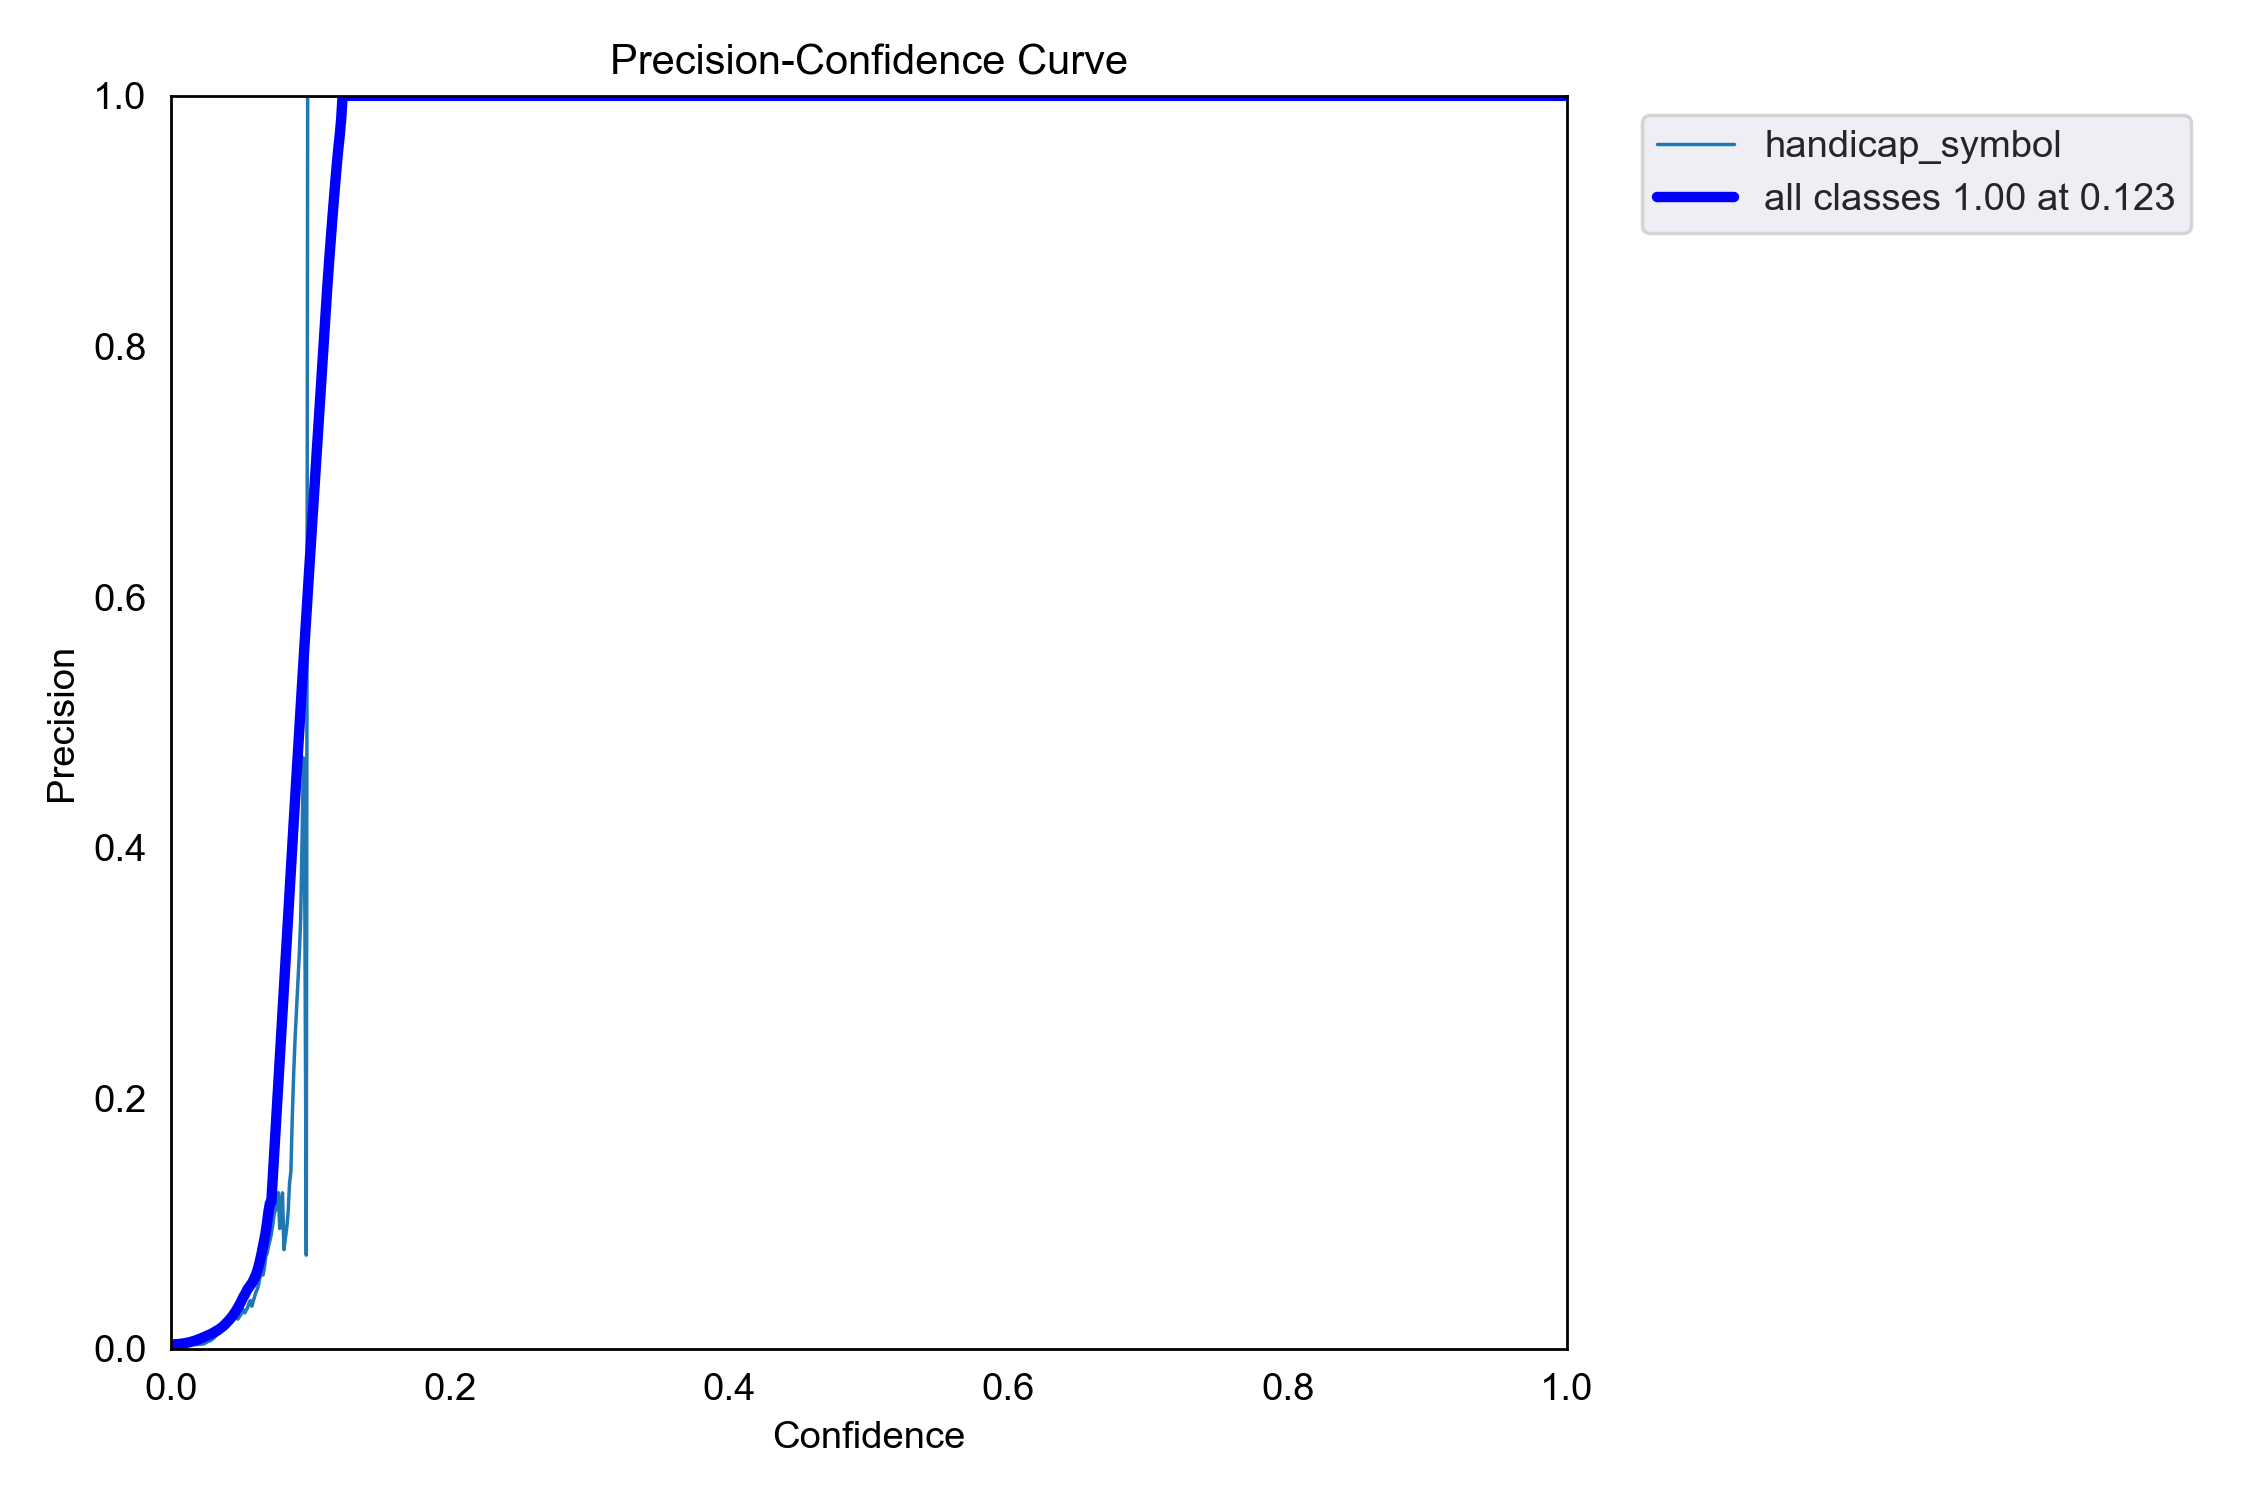 Precision-Confidence Curve
1.0
0.8
0.6
0.4
0.2
0.0
Precision
0.0 0.2 0.4 0.6 0.8 1.0
Confidence
handicap_symbol
all classes 1.00 at 0.123